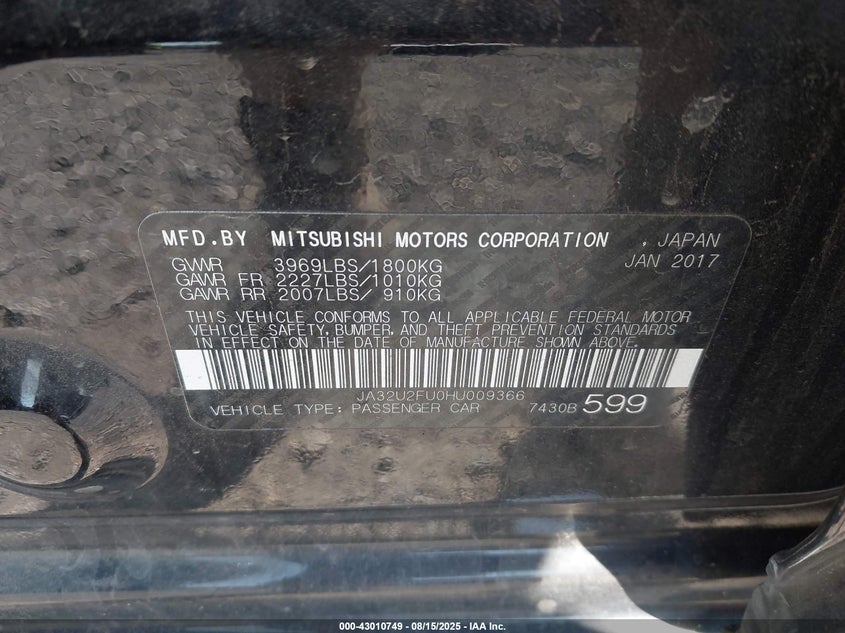 MFD.BY MITSUBISHI MOTORS CORPORATION , JAPAN
GVWR 3969LBS/1800KG JAN 2017
GAWR FR 2227LBS/1010KG
GAWR RR 2007LBS/ 910KG
THIS VEHICLE CONFORMS TO ALL APPLICABLE FEDERAL MOTOR
VEHICLE SAFETY, BUMPER, AND THEFT PREVENTION STANDARDS
IN EFFECT ON THE DATE OF MANUFACTURE SHOWN ABOVE.
JA32U2FU0HU009366
VEHICLE TYPE: PASSENGER CAR 7430B 599
000-43010749 - 08/15/2025 - IAA Inc.